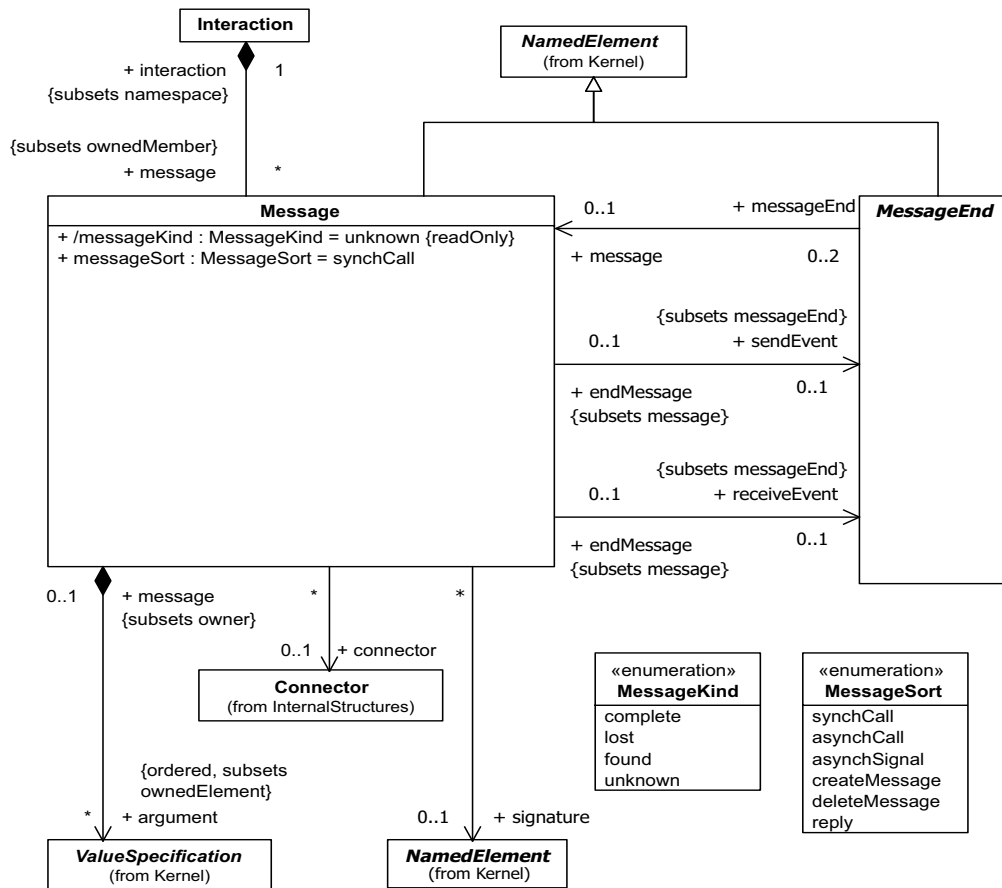 Interaction
NamedElement
(from Kernel)
+ interaction
1
{subsets namespace}
{subsets ownedMember}
+ message
*
Message
+ /messageKind : MessageKind = unknown {readOnly}
+ messageSort : MessageSort = synchCall
MessageEnd
0..1
+ messageEnd
+ message
0..2
{subsets messageEnd}
0..1
+ sendEvent
+ endMessage
0..1
{subsets message}
{subsets messageEnd}
0..1
+ receiveEvent
+ endMessage
0..1
{subsets message}
0..1
+ message
{subsets owner}
*
*
0..1
+ connector
Connector
(from InternalStructures)
{ordered, subsets
ownedElement}
*
+ argument
0..1
+ signature
ValueSpecification
(from Kernel)
NamedElement
(from Kernel)
«enumeration»
MessageKind
complete
lost
found
unknown
«enumeration»
MessageSort
synchCall
asynchCall
asynchSignal
createMessage
deleteMessage
reply